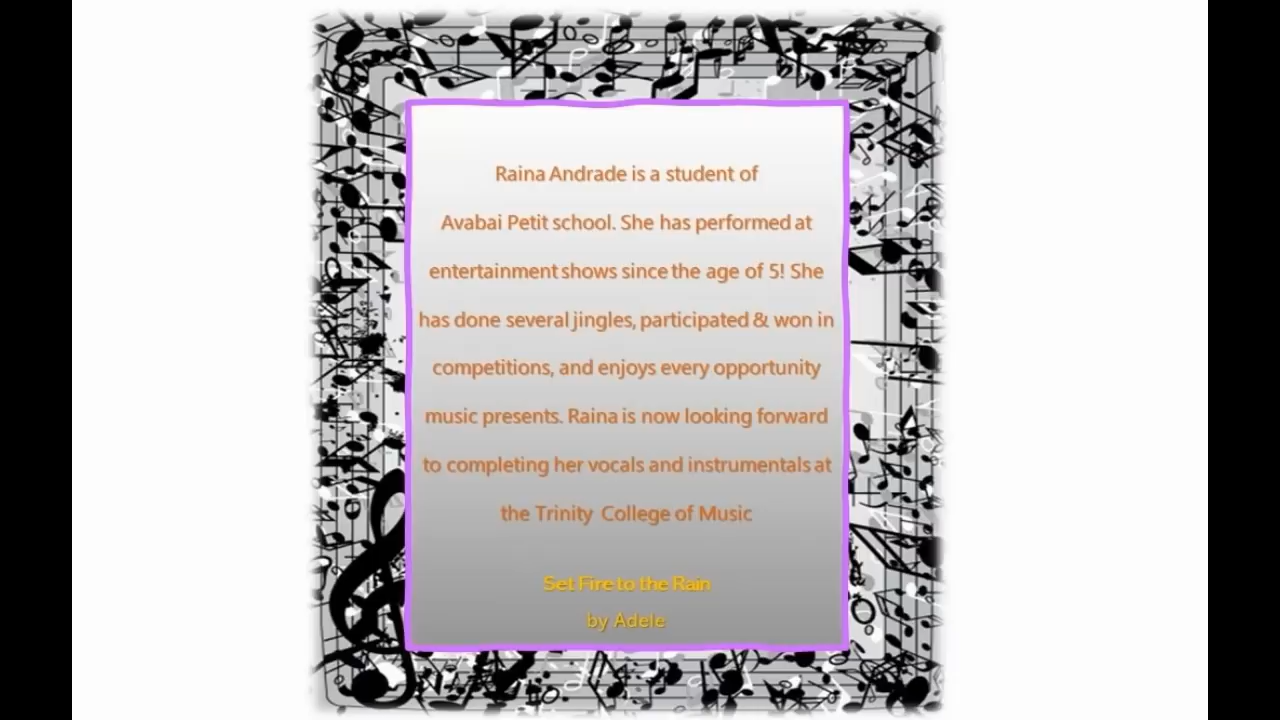 Raina Andrade is a student of
Avabai Petit school. She has performed at
entertainment shows since the age of 5! She
has done several jingles, participated & won in
competitions, and enjoys every opportunity
music presents. Raina is now looking forward
to completing her vocals and instrumentals at
the Trinity College of Music
Set Fire to the Rain
by Adele